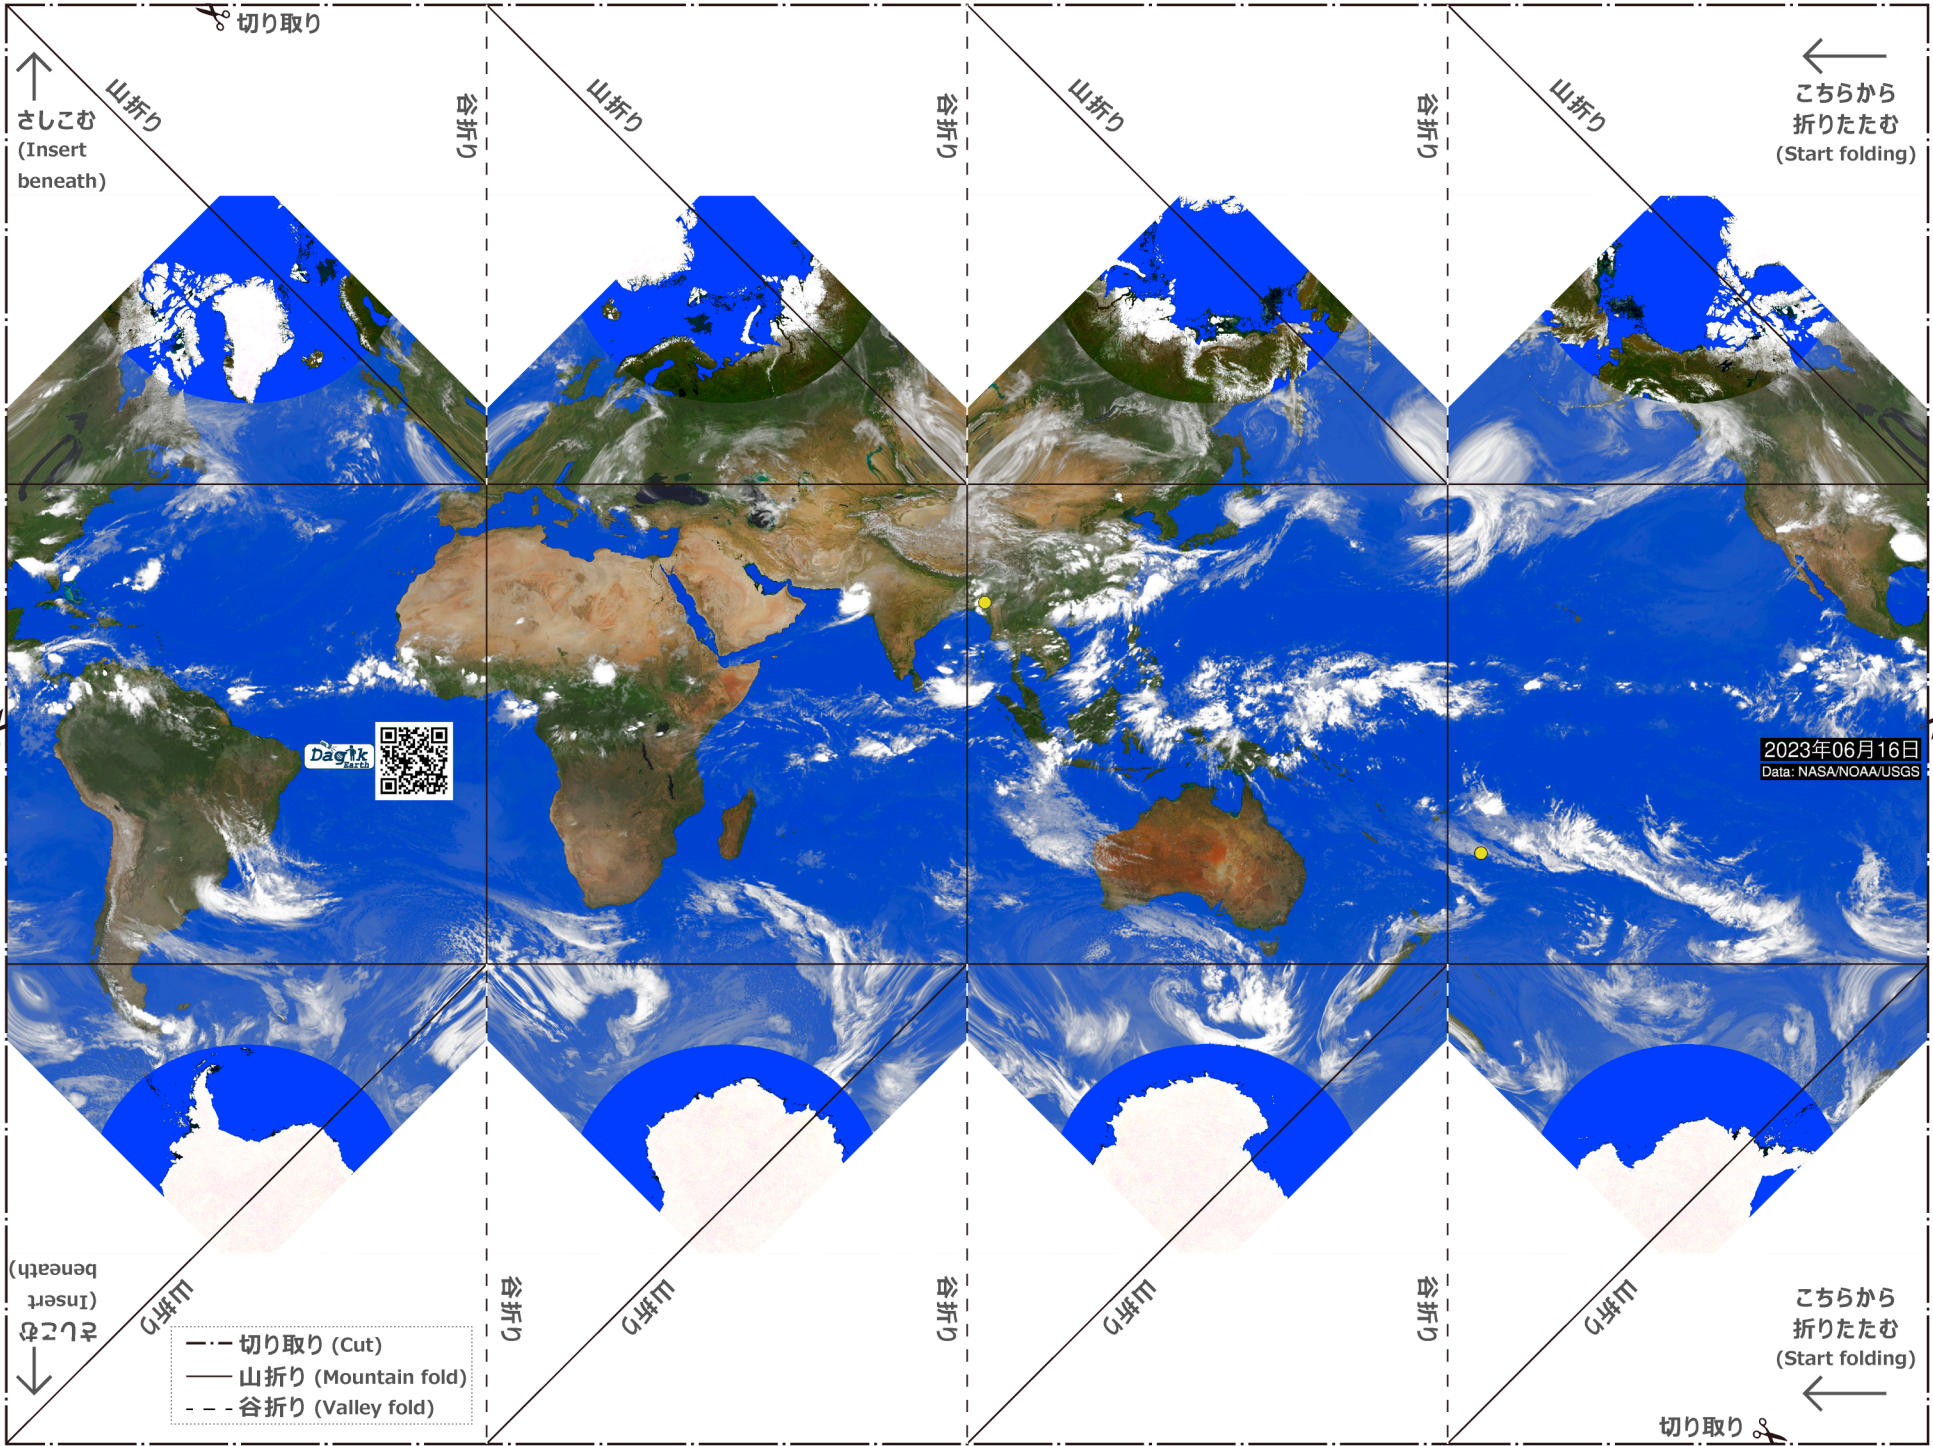 切り取り
山折り
谷折り
山折り
谷折り
山折り
谷折り
山折り
さしこむ
(Insert
beneath)
こちらから
折りたたむ
(Start folding)
Dagik
Earth
2023年06月16日
Data: NASA/NOAA/USGS
さしこむ
(Insert
beneath)
山折り
谷折り
山折り
谷折り
山折り
谷折り
山折り
切り取り (Cut)
山折り (Mountain fold)
谷折り (Valley fold)
こちらから
折りたたむ
(Start folding)
切り取り